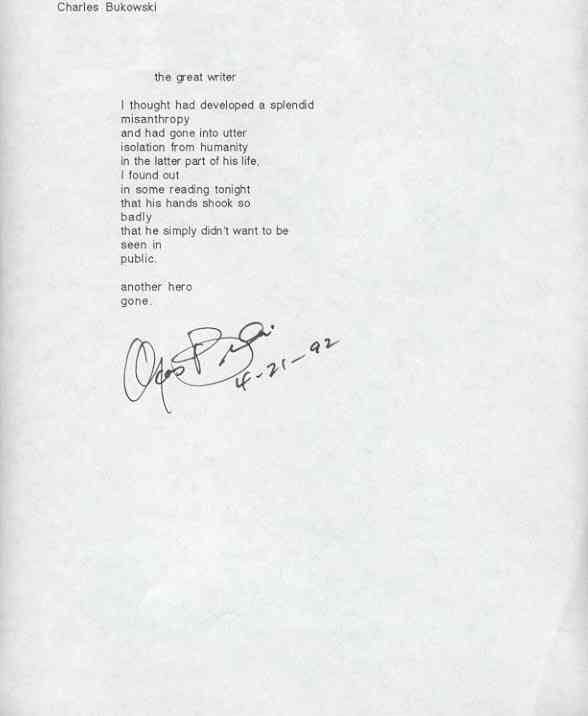 Charles Bukowski
the great writer
I thought had developed a splendid
misanthropy
and had gone into utter
isolation from humanity
in the latter part of his life,
I found out
in some reading tonight
that his hands shook so
badly
that he simply didn't want to be
seen in
public.
another hero
gone.
4-21-92